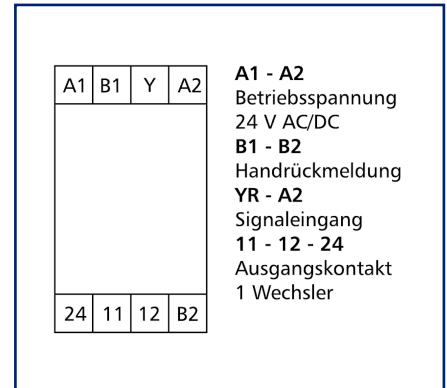 A1 B1 Y A2
24 11 12 B2
A1 - A2
Betriebsspannung
24 V AC/DC
B1 - B2
Handrückmeldung
YR - A2
Signaleingang
11 - 12 - 24
Ausgangskontakt
1 Wechsler